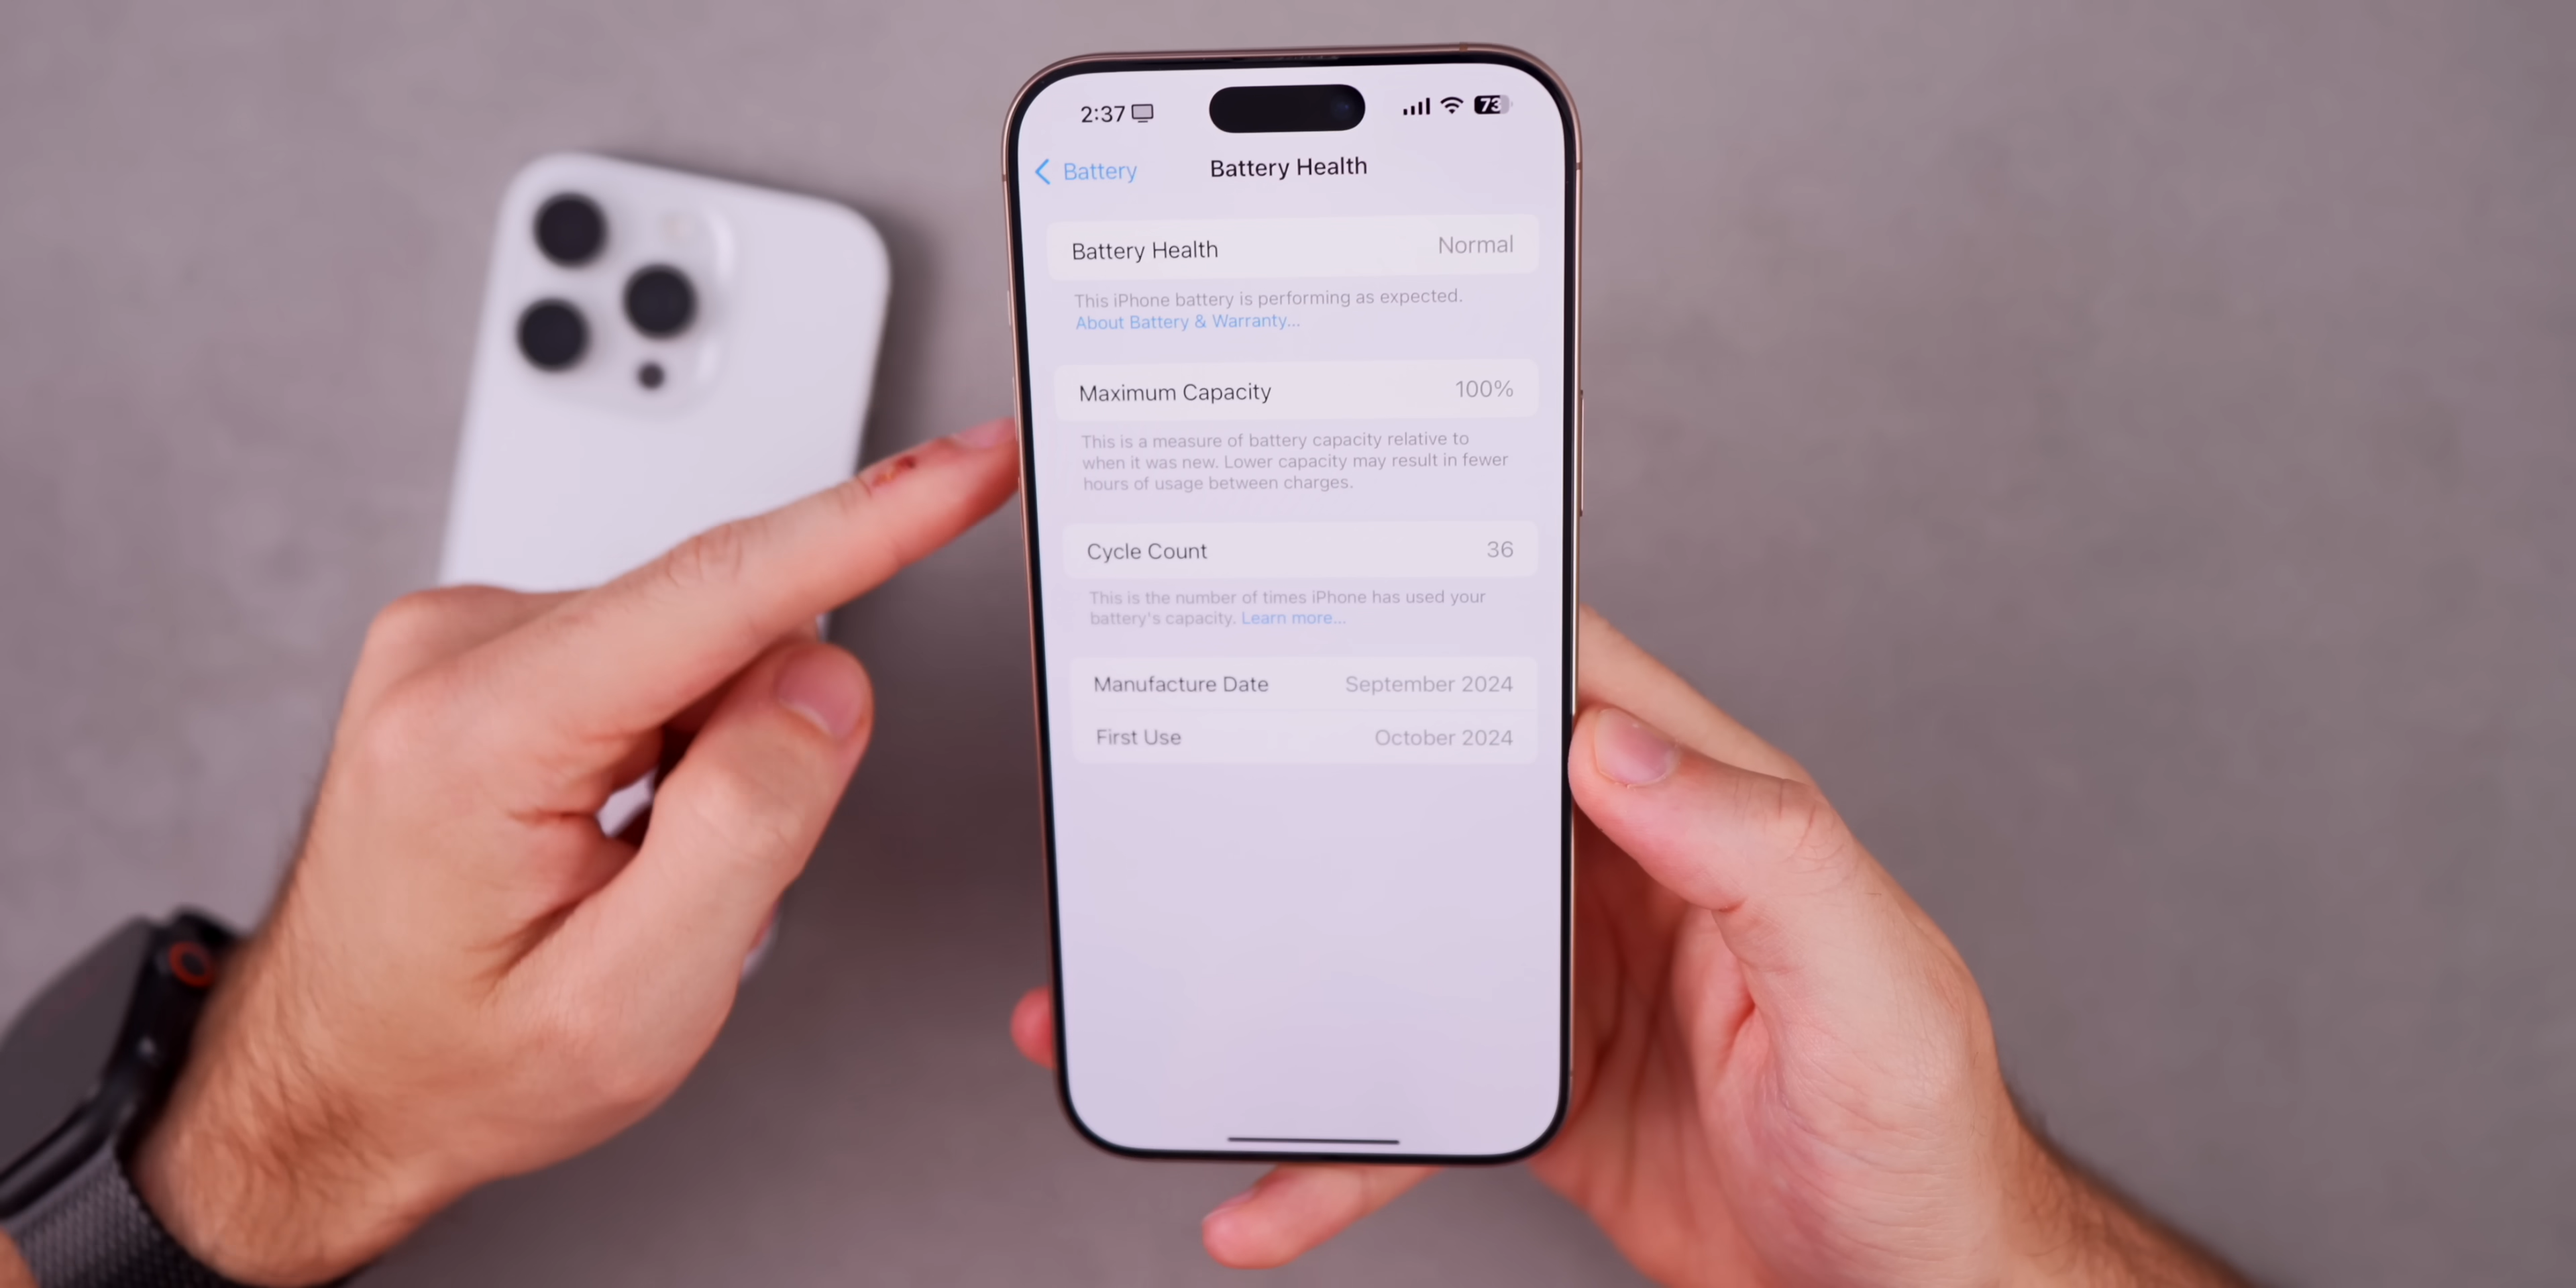 2:37 73
Battery Battery Health
Battery Health Normal
This iPhone battery is performing as expected.
About Battery & Warranty...
Maximum Capacity 100%
This is a measure of battery capacity relative to
when it was new. Lower capacity may result in fewer
hours of usage between charges.
Cycle Count 36
This is the number of times iPhone has used your
battery's capacity. Learn more...
Manufacture Date September 2024
First Use October 2024